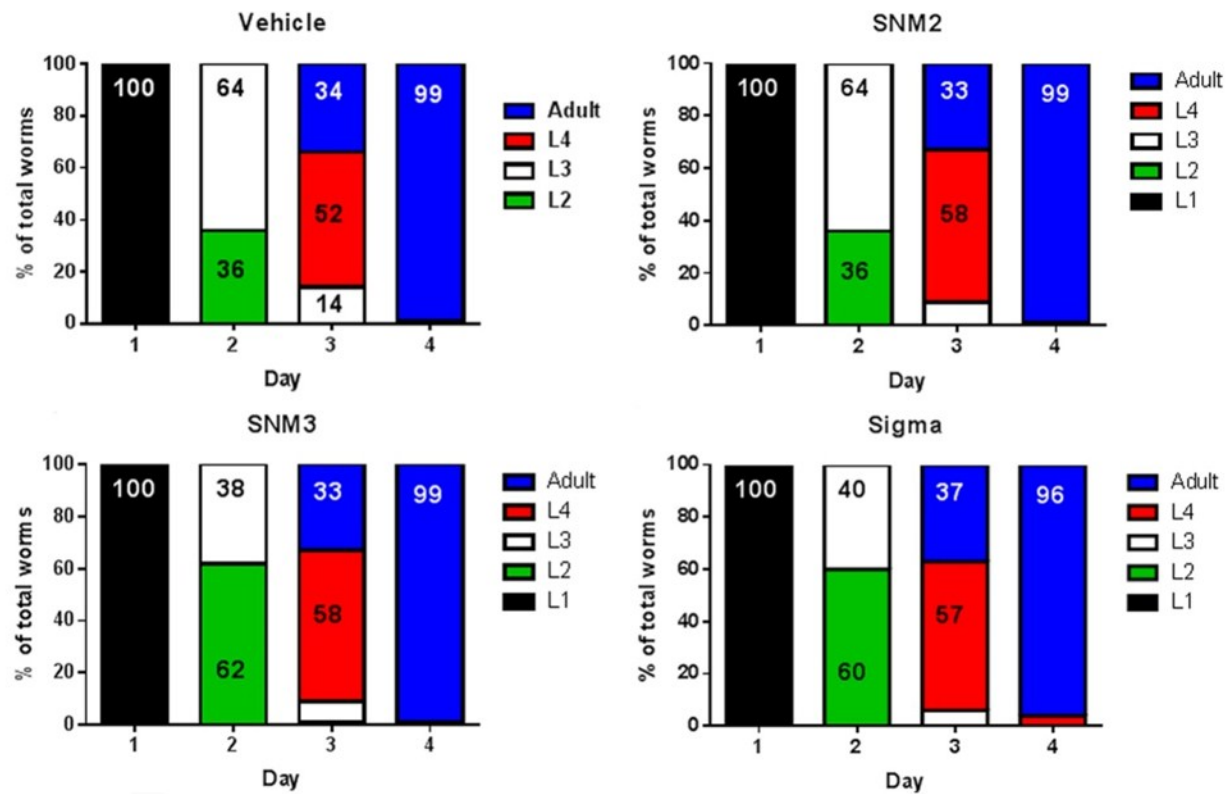 Vehicle
% of total worms
100
80
60
40
20
0
100
64
36
34
52
14
99
1
2
3
4
Day
Adult
L4
L3
L2
SNM2
% of total worms
100
80
60
40
20
0
100
64
36
33
58
99
1
2
3
4
Day
Adult
L4
L3
L2
L1
SNM3
% of total worms
100
80
60
40
20
0
100
38
62
33
58
99
1
2
3
4
Day
Adult
L4
L3
L2
L1
Sigma
% of total worms
100
80
60
40
20
0
100
40
60
37
57
96
1
2
3
4
Day
Adult
L4
L3
L2
L1